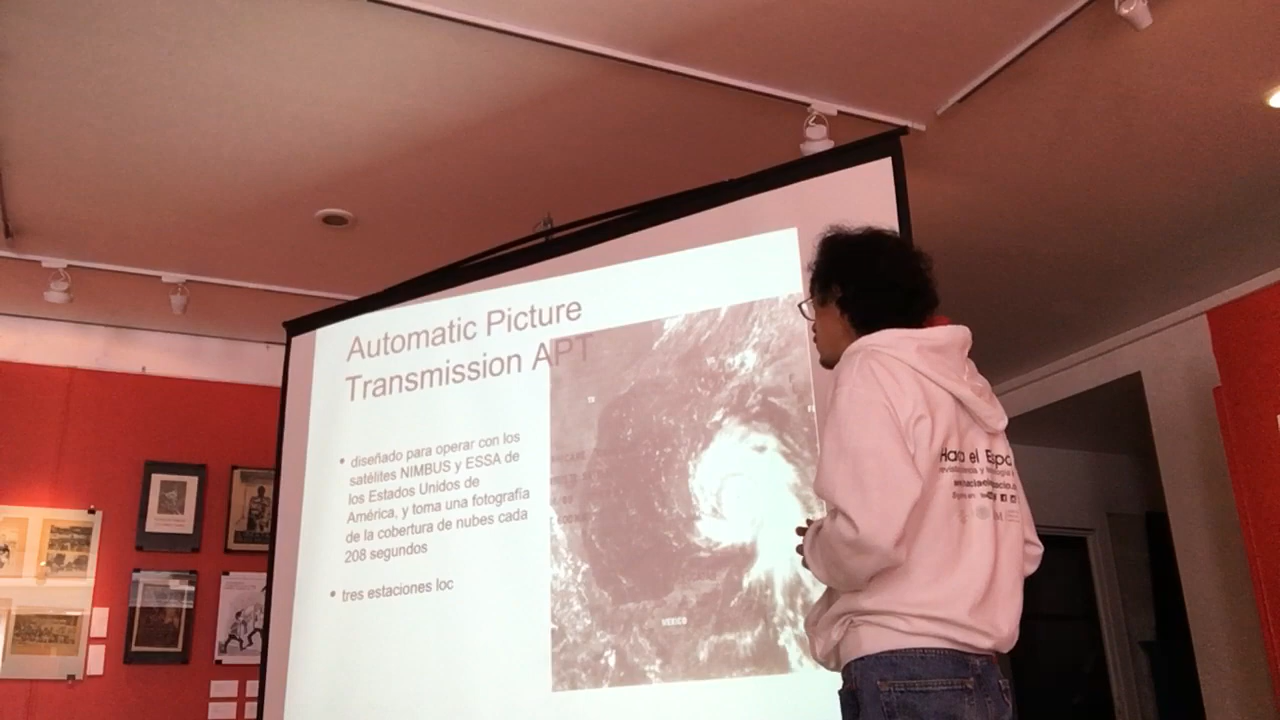 Automatic Picture
Transmission APT
• diseñado para operar con los
satélites NIMBUS y ESSA de
los Estados Unidos de
América, y toma una fotografía
de la cobertura de nubes cada
208 segundos
• tres estaciones loc
MEXICO
el